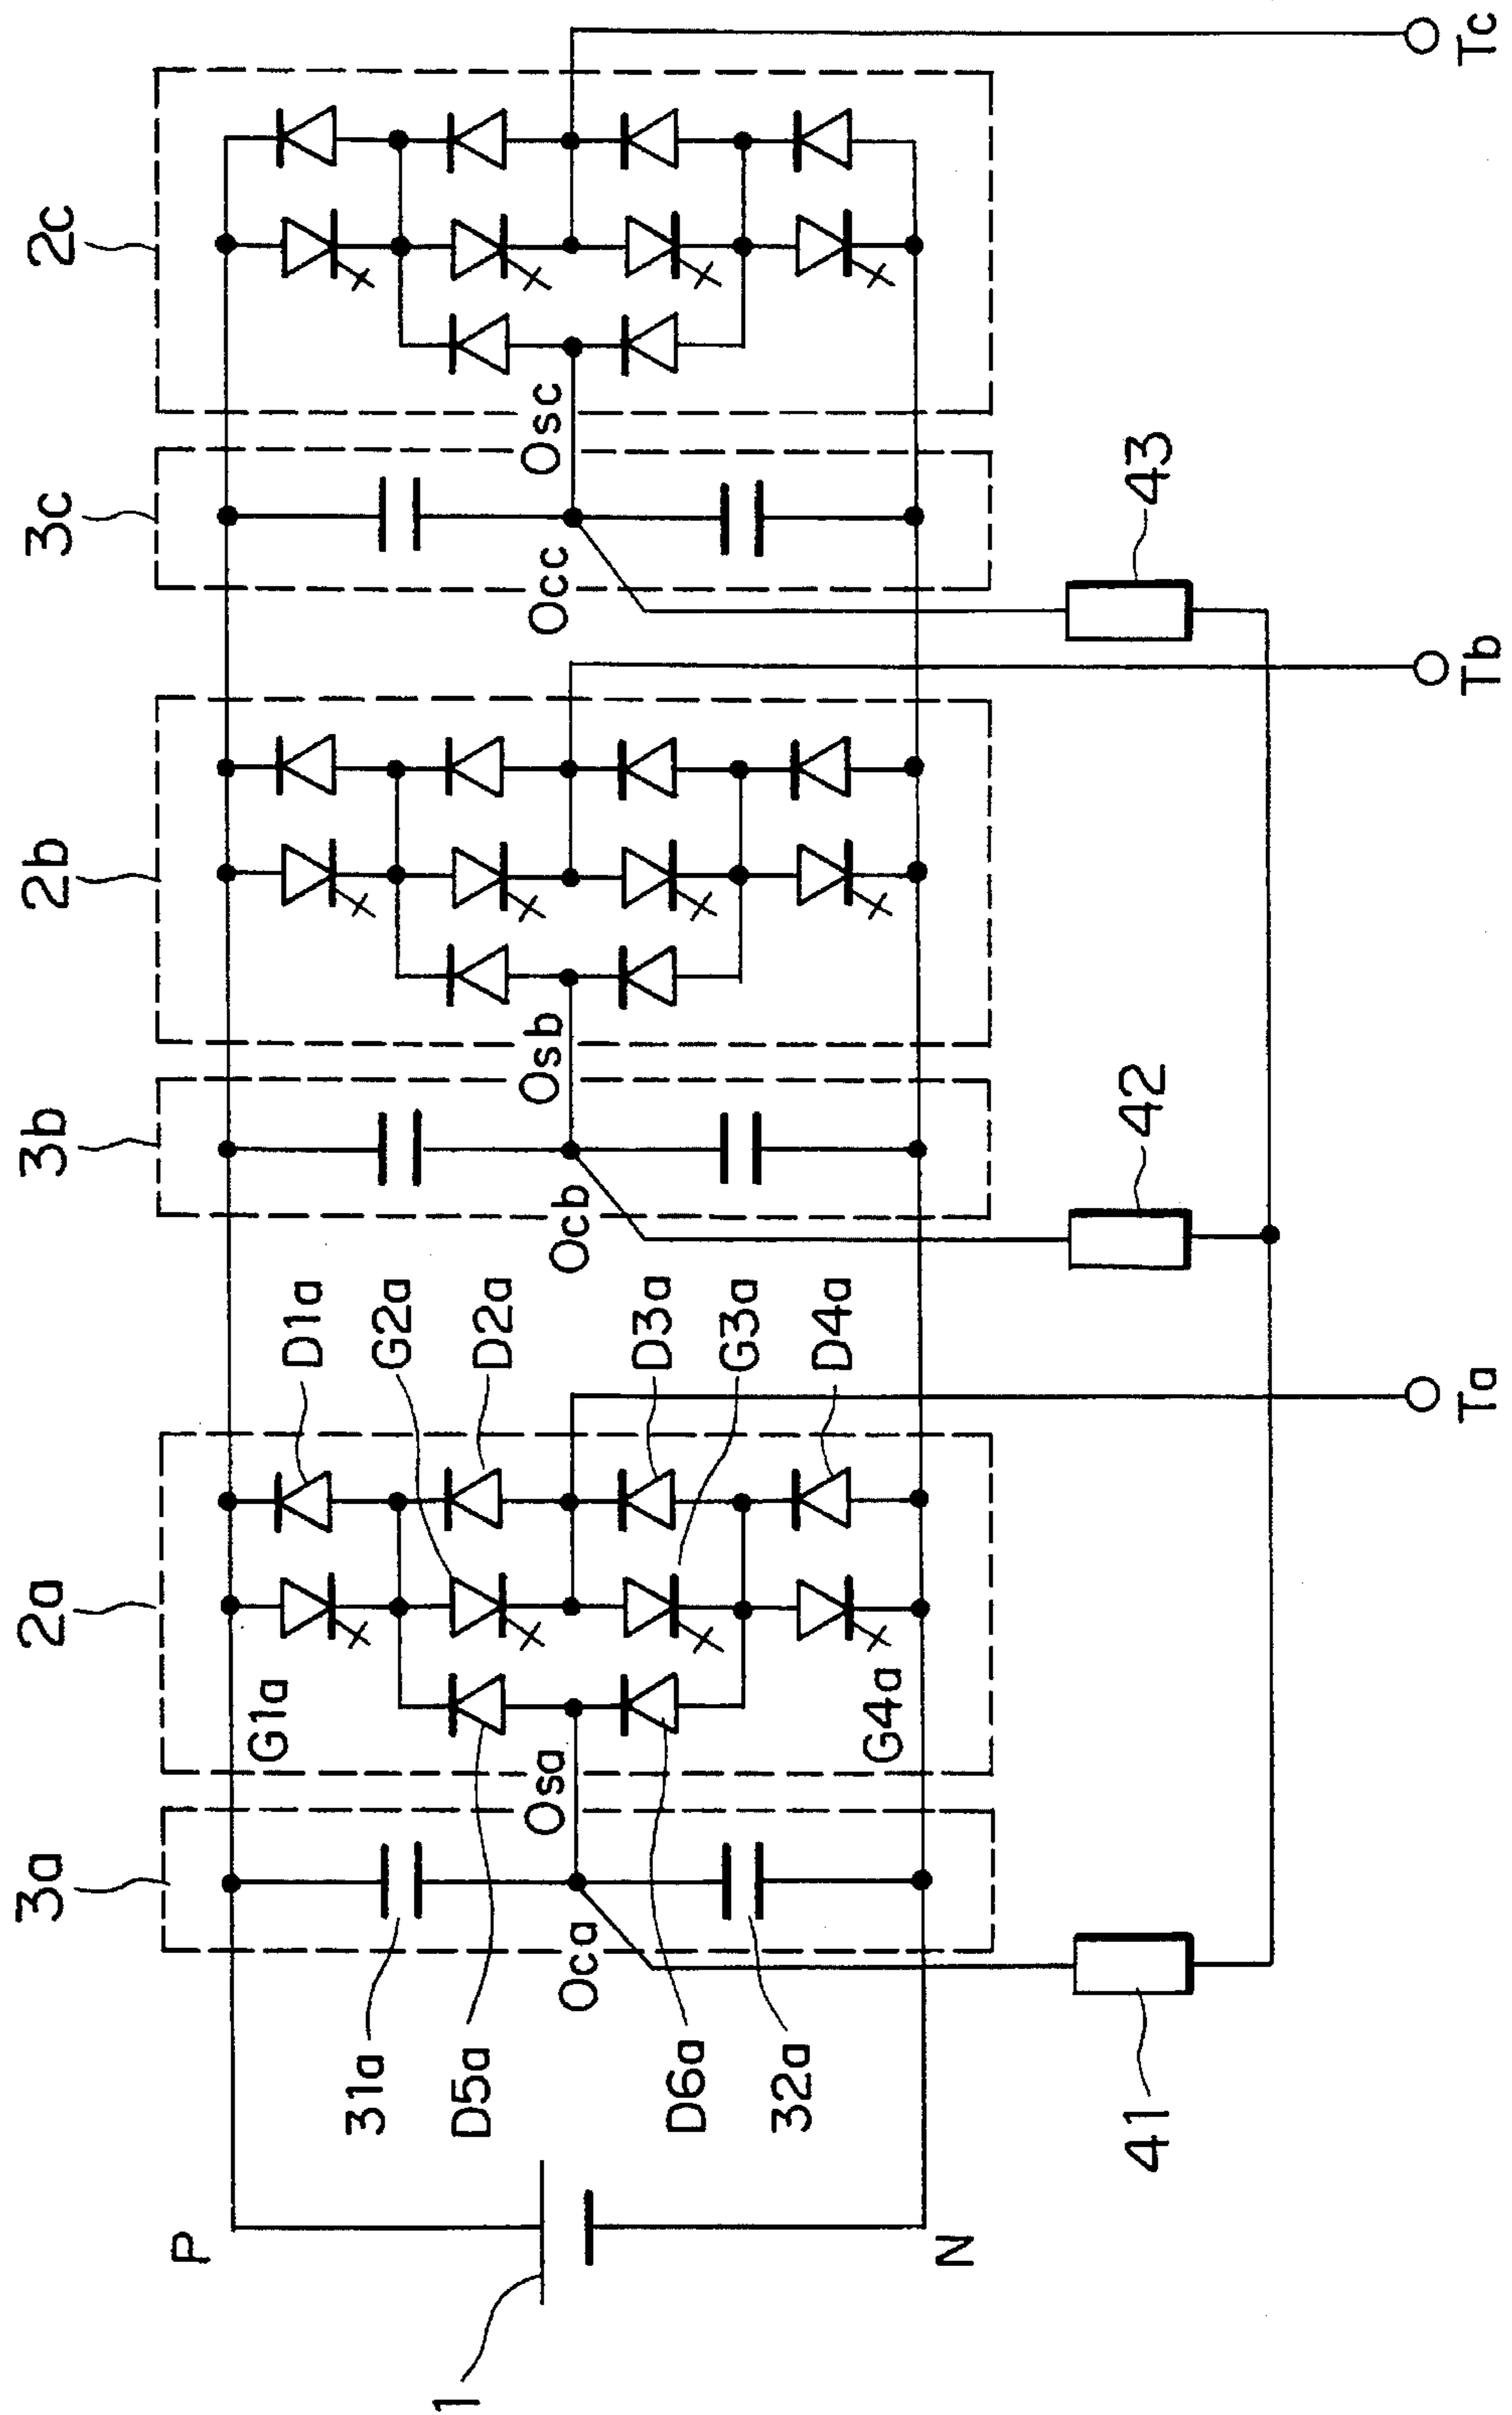 3a
2a
3b
2b
3c
2c
P
G1a
D1a
31a
G2a
D5a
D2a
Oca
Osa
Ocb
Osb
Occ
Osc
D3a
D6a
G3a
32a
D4a
G4a
N
1
41
42
43
Ta
Tb
Tc